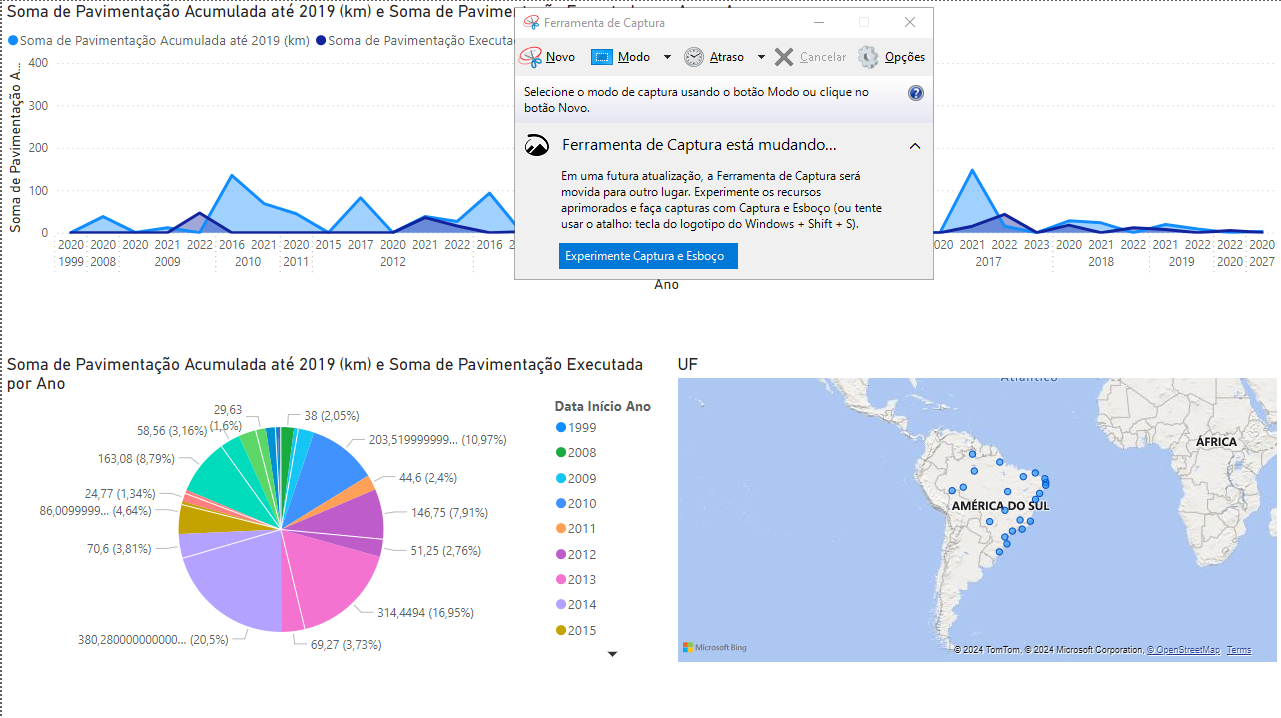 Soma de Pavimentação Acumulada até 2019 (km) e Soma de
Soma de Pavimentação Acumulada até 2019 (km) Soma de Pavimentação
Soma de Pavimentação A...
400
300
200
100
0
2020 2020 2020 2021 2022 2016 2021 2020 2015 2017 2020 2021 2022 2016
1999 2008 2009 2010 2011 2012
2021 2022 2023 2020 2021 2022 2021 2022 2022 2020
2017 2018 2019 2020 2027
Ano
Ferramenta de Captura
Novo Modo Atraso Cancelar Opções
Selecione o modo de captura usando o botão Modo ou clique no
botão Novo.
?
Ferramenta de Captura está mudando...
Em uma futura atualização, a Ferramenta de Captura será
movida para outro lugar. Experimente os recursos
aprimorados e faça capturas com Captura e Esboço (ou tente
usar o atalho: tecla do logotipo do Windows + Shift + S).
Experimente Captura e Esboço
Soma de Pavimentação Acumulada até 2019 (km) e Soma de Pavimentação Executada
por Ano
29,63
(1,6%)
38 (2,05%)
58,56 (3,16%)
203,519999999... (10,97%)
163,08 (8,79%)
44,6 (2,4%)
24,77 (1,34%)
86,0099999... (4,64%)
146,75 (7,91%)
70,6 (3,81%)
51,25 (2,76%)
314,4494 (16,95%)
380,280000000000... (20,5%)
69,27 (3,73%)
Data Início Ano
1999
2008
2009
2010
2011
2012
2013
2014
2015
UF
Atlântico
ÁFRICA
AMÉRICA DO SUL
Microsoft Bing
© 2024 TomTom, © 2024 Microsoft Corporation, © OpenStreetMap Terms